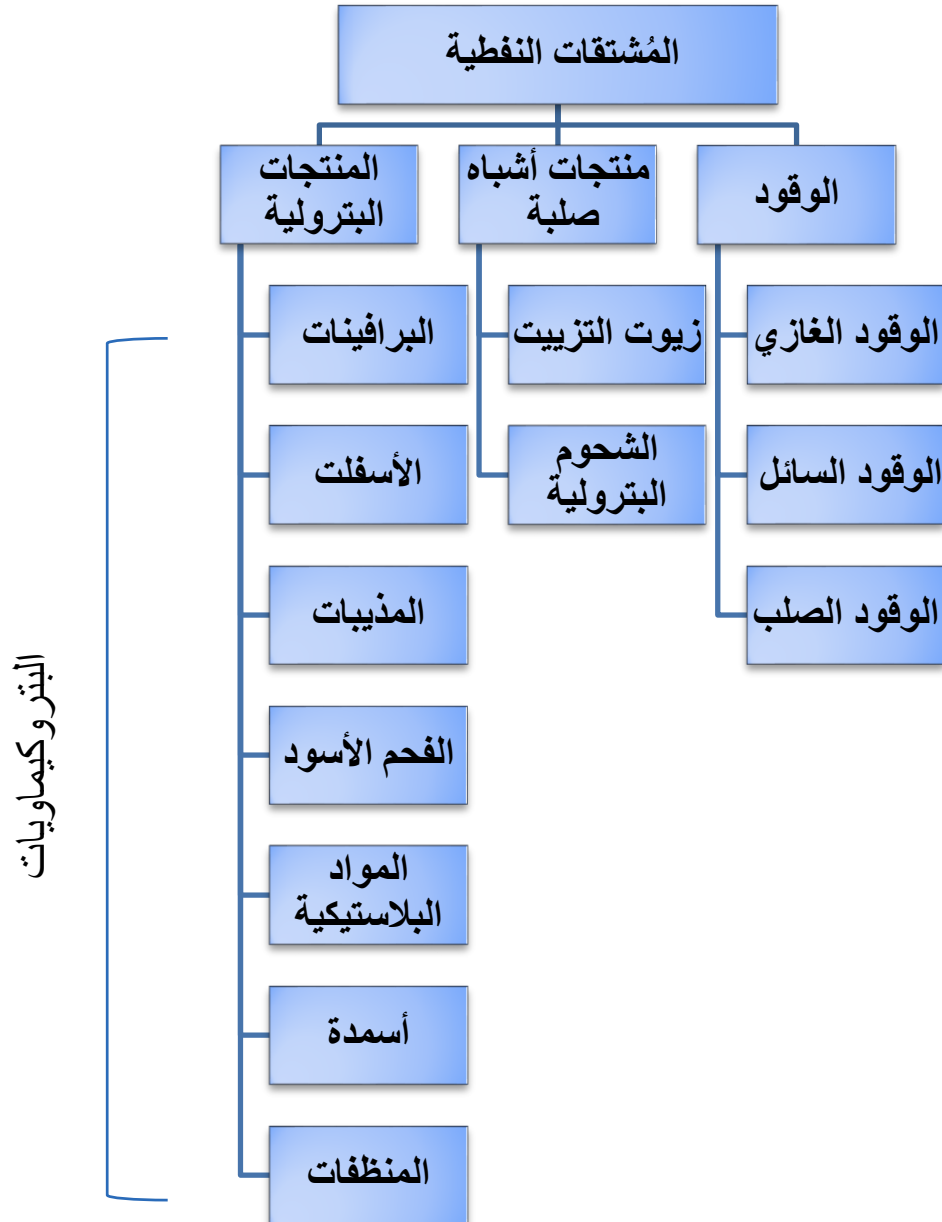 المُشتقات النفطية
الوقود
الوقود الغازي
الوقود السائل
الوقود الصلب
منتجات أشباه
صلبة
زيوت التزييت
الشحوم
البترولية
المنتجات
البترولية
البرافينات
الأسفلت
المذيبات
الفحم الأسود
المواد
البلاستيكية
أسمدة
المنظفات
البتروكيماويات